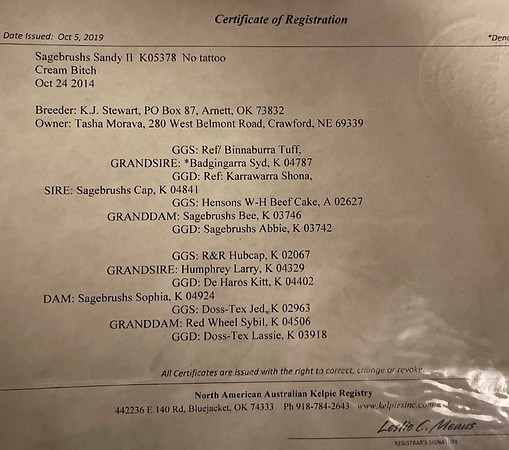 Certificate of Registration
Date Issued: Oct 5, 2019
Sagebrushs Sandy II K05378 No tattoo
Cream Bitch
Oct 24 2014
Breeder: K.J. Stewart, PO Box 87, Arnett, OK 73832
Owner: Tasha Morava, 280 West Belmont Road, Crawford, NE 69339
GGS: Ref/ Binnaburra Tuff,
GRANDSIRE: *Badgingarra Syd, K 04787
GGD: Ref: Karrawarra Shona,
SIRE: Sagebrushs Cap, K 04841
GGS: Hensons W-H Beef Cake, A 02627
GRANDDAM: Sagebrushs Bee, K 03746
GGD: Sagebrushs Abbie, K 03742
GGS: R&R Hubcap, K 02067
GRANDSIRE: Humphrey Larry, K 04329
GGD: De Haros Kitt, K 04402
DAM: Sagebrushs Sophia, K 04924
GGS: Doss-Tex Jed, K 02963
GRANDDAM: Red Wheel Sybil, K 04506
GGD: Doss-Tex Lassie, K 03918
All Certificates are issued with the right to correct, change or revoke.
North American Australian Kelpie Registry
442236 E 140 Rd, Bluejacket, OK 74333 Ph 918-784-2643 www.kelpiesinc.com
Leslie C. Means
REGISTRAR'S SIGNATURE